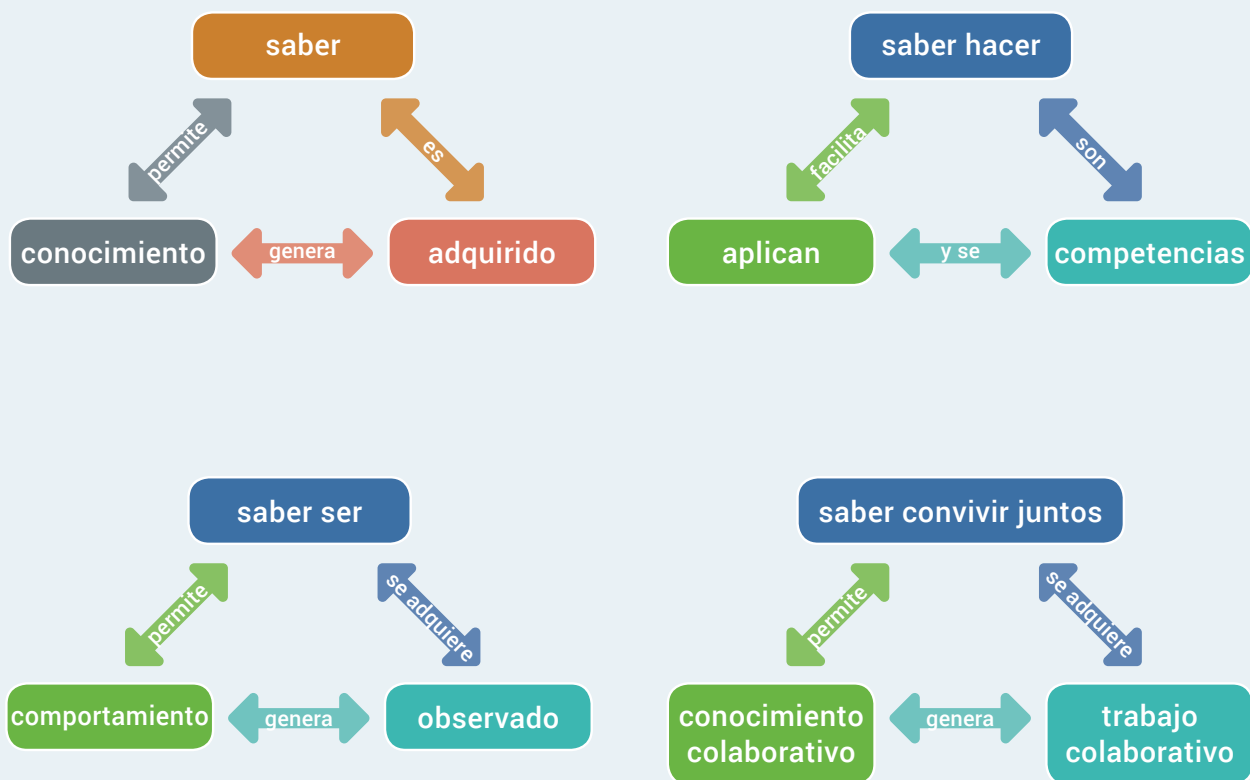 saber
permite
es
conocimiento
genera
adquirido
saber hacer
facilita
son
aplican
y se
competencias
saber ser
permite
se adquiere
comportamiento
genera
observado
saber convivir juntos
permite
se adquiere
conocimiento
colaborativo
genera
trabajo
colaborativo